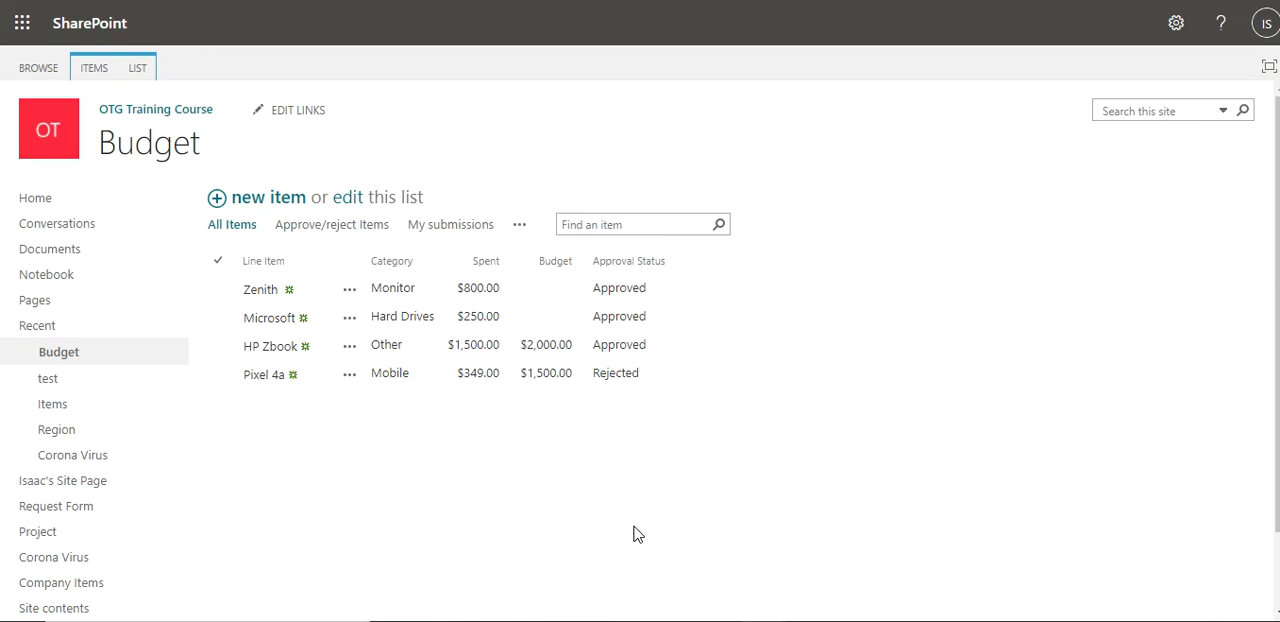 SharePoint ? IS
BROWSE ITEMS LIST
OT OTG Training Course EDIT LINKS Search this site
Budget
Home
Conversations
Documents
Notebook
Pages
Recent
Budget
test
Items
Region
Corona Virus
Isaac's Site Page
Request Form
Project
Corona Virus
Company Items
Site contents
new item or edit this list
All Items Approve/reject Items My submissions ••• Find an item
Line Item Category Spent Budget Approval Status
Zenith ••• Monitor $800.00 Approved
Microsoft ••• Hard Drives $250.00 Approved
HP Zbook ••• Other $1,500.00 $2,000.00 Approved
Pixel 4a ••• Mobile $349.00 $1,500.00 Rejected